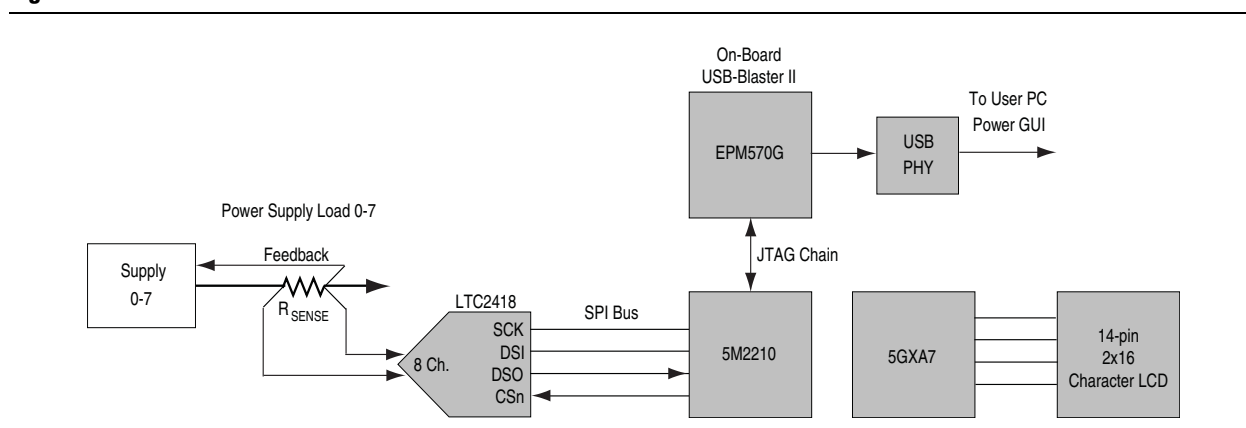 On-Board
USB-Blaster II
EPM570G
USB
PHY
To User PC
Power GUI
JTAG Chain
Power Supply Load 0-7
Supply
0-7
Feedback
R SENSE
LTC2418
8 Ch.
SCK
DSI
DSO
CSn
SPI Bus
5M2210
5GXA7
14-pin
2x16
Character LCD